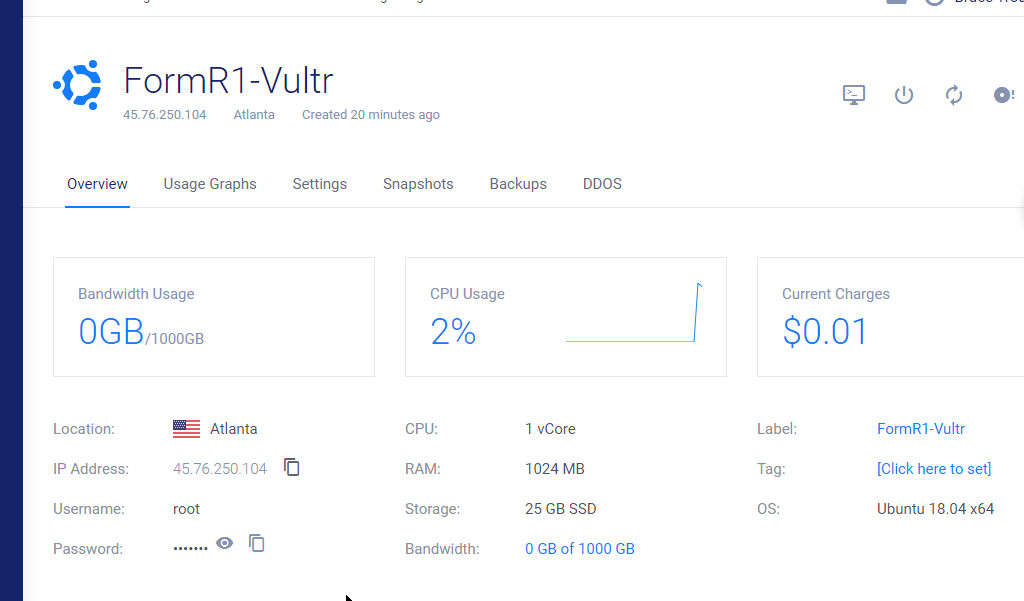 FormR1-Vultr
45.76.250.104 Atlanta Created 20 minutes ago
Overview Usage Graphs Settings Snapshots Backups DDOS
Bandwidth Usage CPU Usage Current Charges
0GB/1000GB 2% $0.01
Location: Atlanta CPU: 1 vCore Label: FormR1-Vultr
IP Address: 45.76.250.104 RAM: 1024 MB Tag: [Click here to set]
Username: root Storage: 25 GB SSD OS: Ubuntu 18.04 x64
Password: ······· Bandwidth: 0 GB of 1000 GB